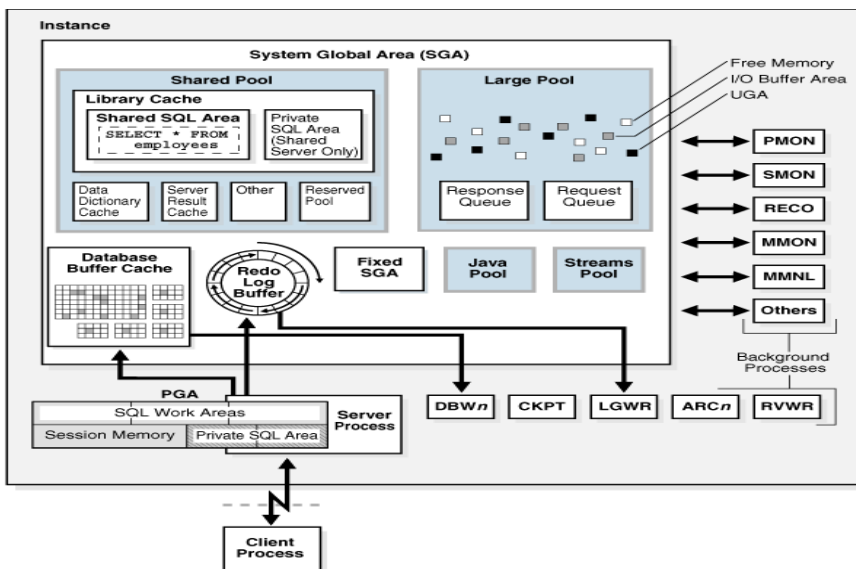 Instance
System Global Area (SGA)
Shared Pool
Library Cache
Shared SQL Area
SELECT * FROM
employees
Private
SQL Area
(Shared
Server Only)
Data
Dictionary
Cache
Server
Result
Cache
Other
Reserved
Pool
Large Pool
Response
Queue
Request
Queue
Free Memory
I/O Buffer Area
UGA
Database
Buffer Cache
Redo
Log
Buffer
Fixed
SGA
Java
Pool
Streams
Pool
PMON
SMON
RECO
MMON
MMNL
Others
Background
Processes
PGA
SQL Work Areas
Session Memory
Private SQL Area
Server
Process
DBWn
CKPT
LGWR
ARCn
RVWR
Client
Process